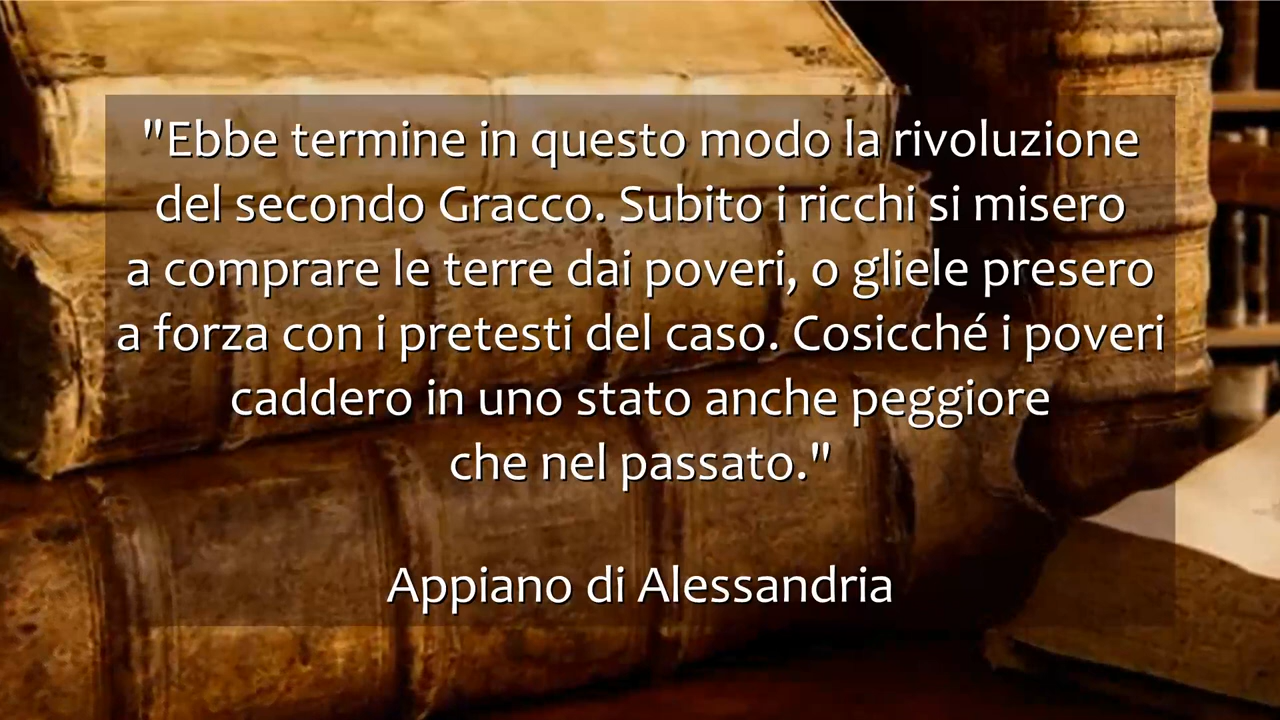 "Ebbe termine in questo modo la rivoluzione
del secondo Gracco. Subito i ricchi si misero
a comprare le terre dai poveri, o gliele presero
a forza con i pretesti del caso. Cosicché i poveri
caddero in uno stato anche peggiore
che nel passato."
Appiano di Alessandria